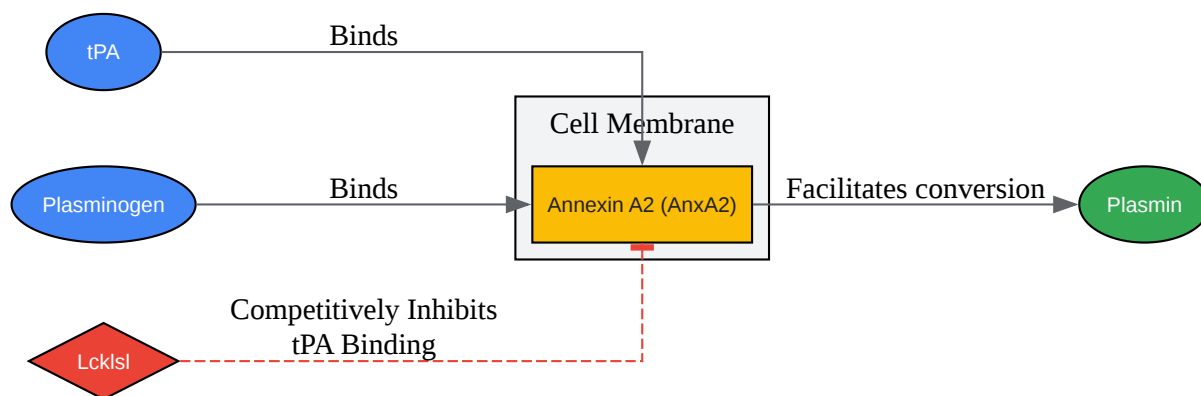 tPA
Binds
Cell Membrane
Plasminogen
Binds
Annexin A2 (AnxA2)
Facilitates conversion
Plasmin
Competitively Inhibits
tPA Binding
Lcklsl